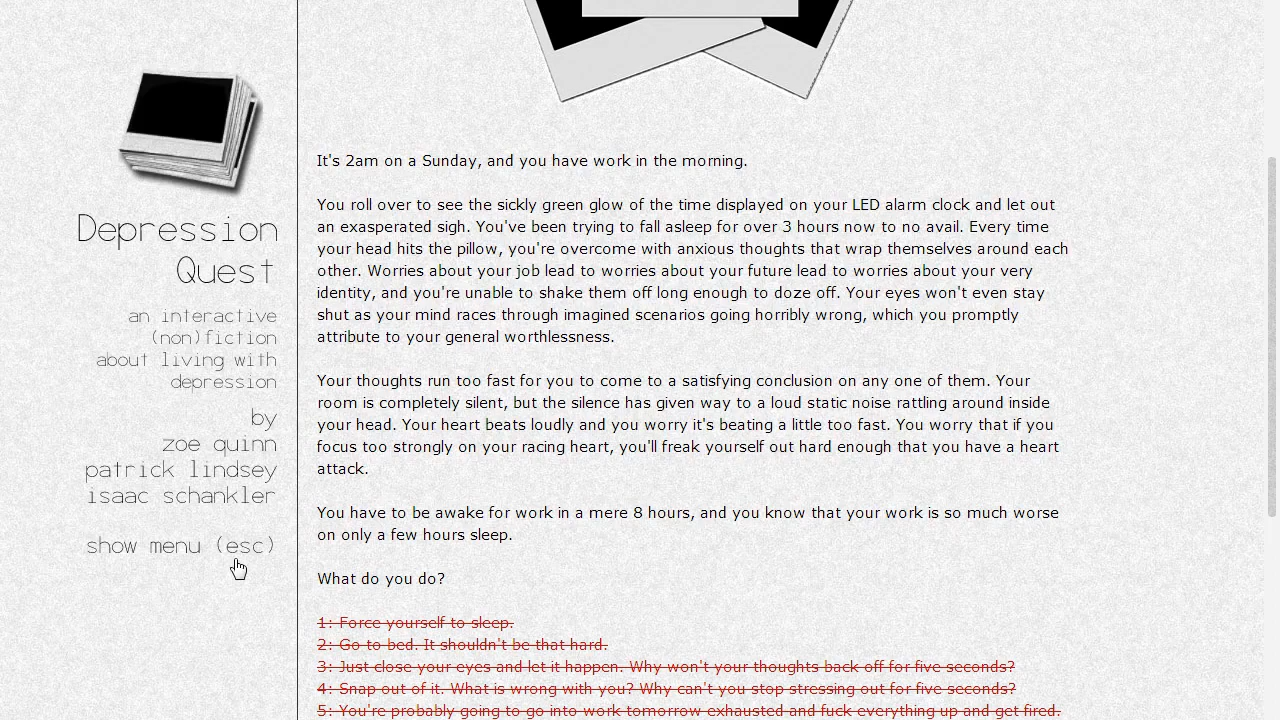 Depression
Quest
an interactive
(non)fiction
about living with
depression
by
zoe quinn
patrick lindsey
isaac schankler
show menu (esc)
It's 2am on a Sunday, and you have work in the morning.
You roll over to see the sickly green glow of the time displayed on your LED alarm clock and let out
an exasperated sigh. You've been trying to fall asleep for over 3 hours now to no avail. Every time
your head hits the pillow, you're overcome with anxious thoughts that wrap themselves around each
other. Worries about your job lead to worries about your future lead to worries about your very
identity, and you're unable to shake them off long enough to doze off. Your eyes won't even stay
shut as your mind races through imagined scenarios going horribly wrong, which you promptly
attribute to your general worthlessness.
Your thoughts run too fast for you to come to a satisfying conclusion on any one of them. Your
room is completely silent, but the silence has given way to a loud static noise rattling around inside
your head. Your heart beats loudly and you worry it's beating a little too fast. You worry that if you
focus too strongly on your racing heart, you'll freak yourself out hard enough that you have a heart
attack.
You have to be awake for work in a mere 8 hours, and you know that your work is so much worse
on only a few hours sleep.
What do you do?
1: Force yourself to sleep.
2: Go to bed. It shouldn't be that hard.
3: Just close your eyes and let it happen. Why won't your thoughts back off for five seconds?
4: Snap out of it. What is wrong with you? Why can't you stop stressing out for five seconds?
5: You're probably going to go into work tomorrow exhausted and fuck everything up and get fired.